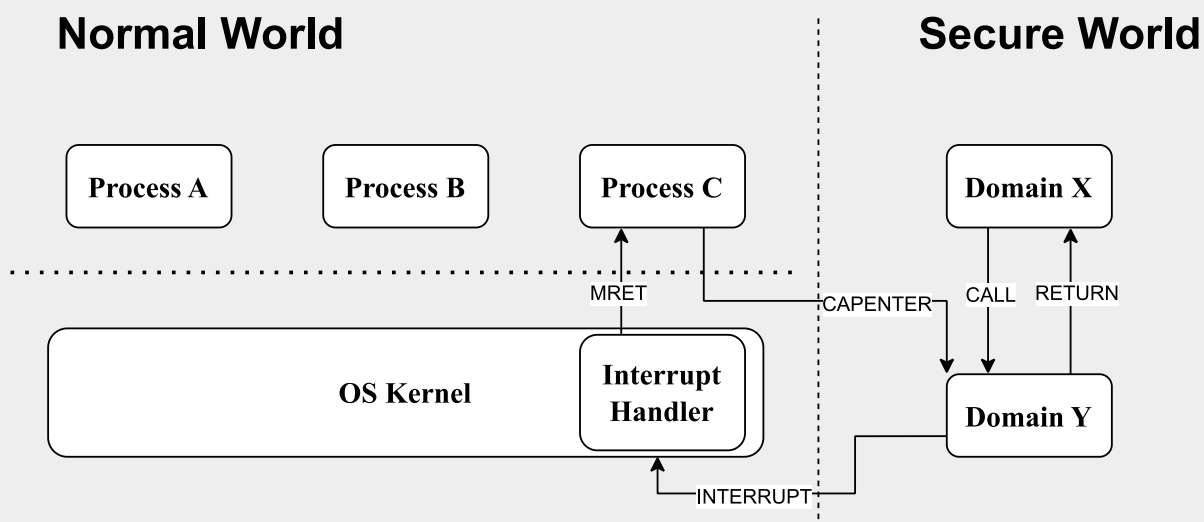 Normal World
Secure World
Process A
Process B
Process C
Domain X
MRET
CAPENTER
CALL
RETURN
OS Kernel
Interrupt
Handler
Domain Y
INTERRUPT